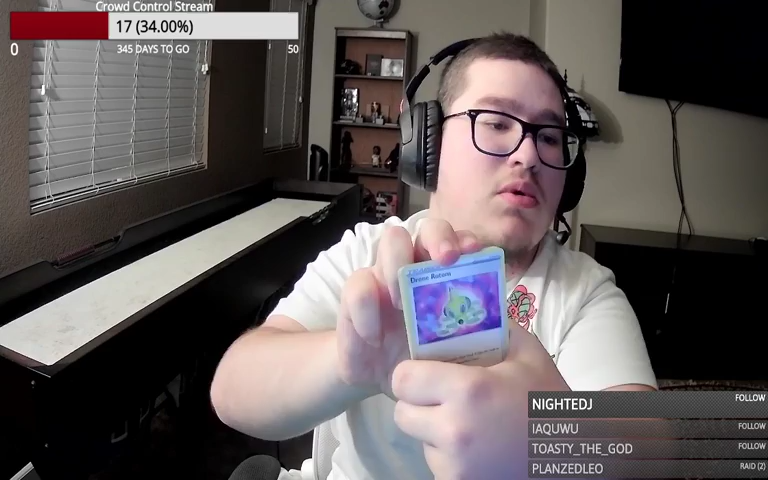 Crowd Control Stream
17 (34.00%)
0 345 DAYS TO GO 50
Drone Rotom
NIGHTEDJ FOLLOW
IAQUWU FOLLOW
TOASTY_THE_GOD FOLLOW
PLANZEDLEO RAID (2)